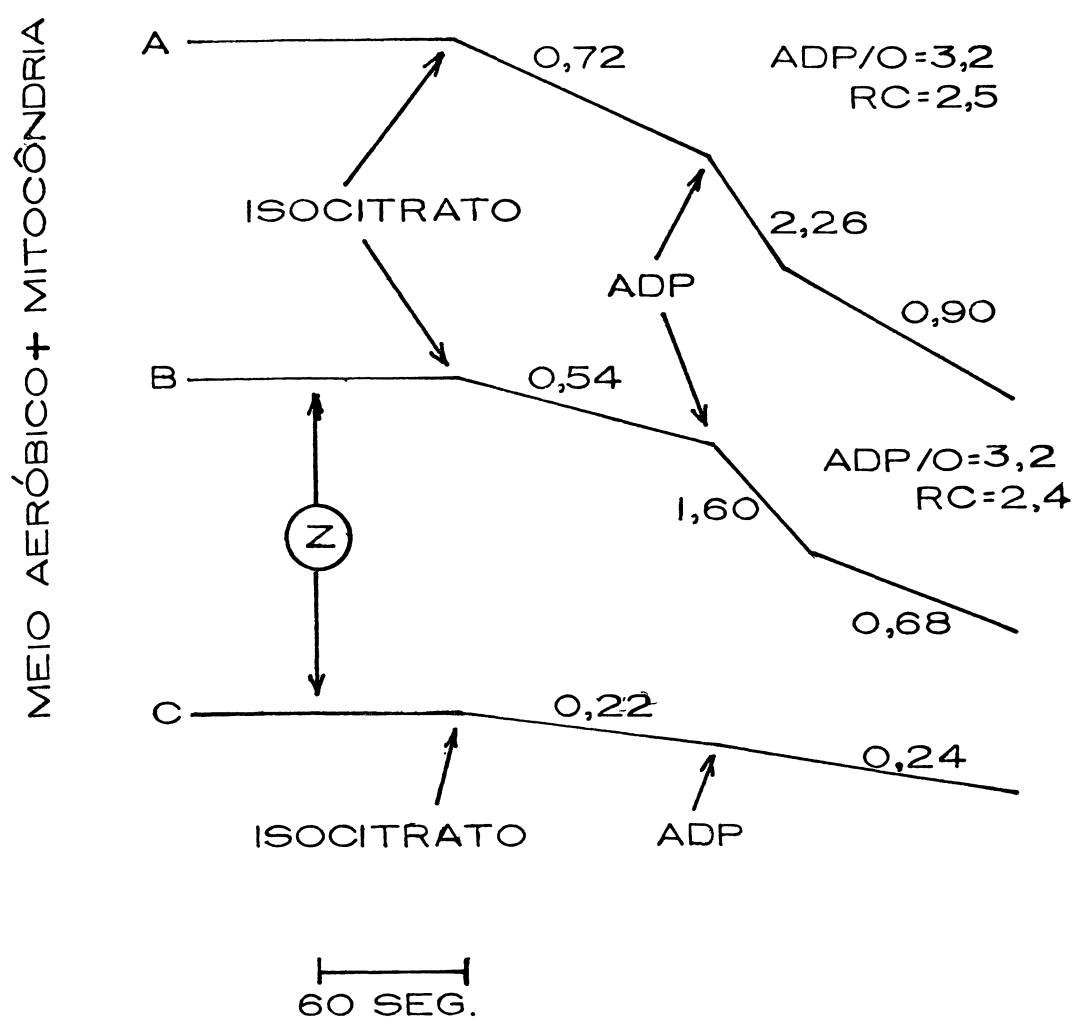 MEIO AERÓBICO + MITOCÔNDRIA
A
0,72
ADP/O=3,2
RC=2,5
ISOCITRATO
2,26
ADP
0,90
B
0,54
ADP/O=3,2
RC=2,4
1,60
Z
0,68
C
0,22
0,24
ISOCITRATO
ADP
60 SEG.